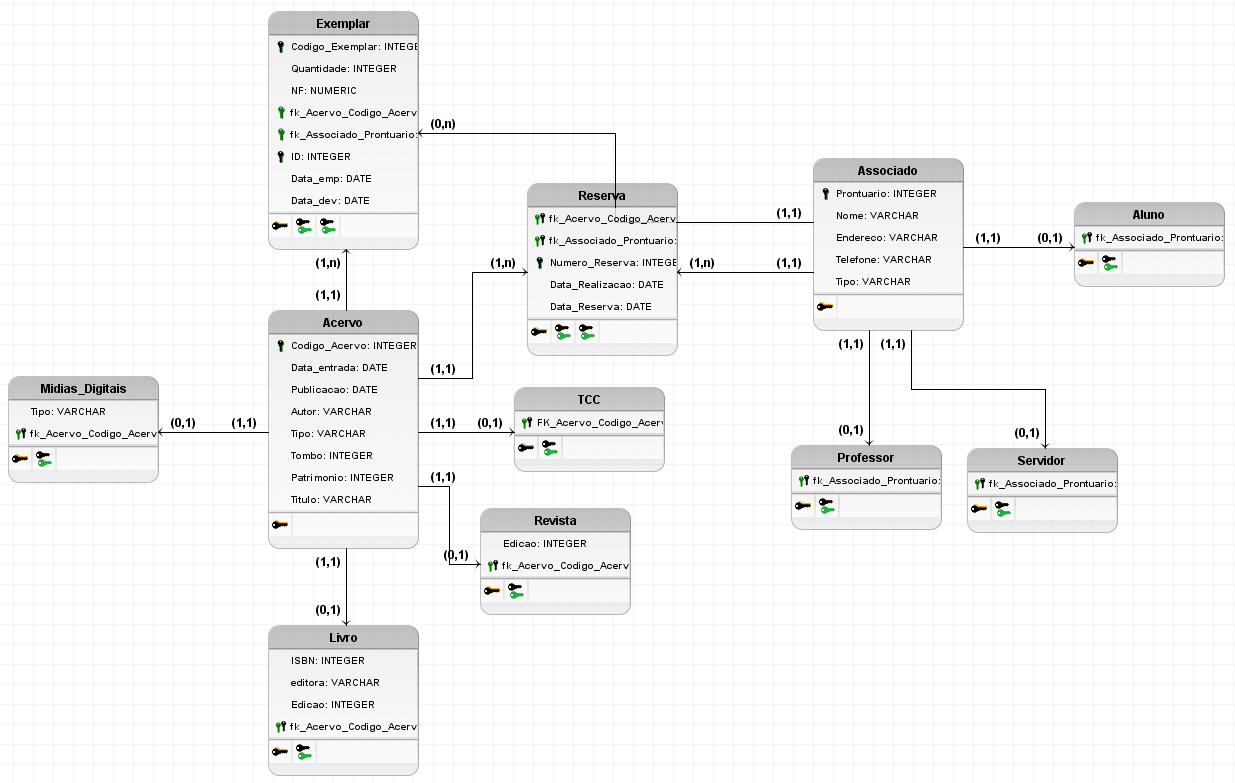 Exemplar
Codigo_Exemplar: INTEGE
Quantidade: INTEGER
NF: NUMERIC
fk_Acervo_Codigo_Acerv
fk_Associado_Prontuario:
ID: INTEGER
Data_emp: DATE
Data_dev: DATE
(0,n)
(1,n)
(1,1)
Reserva
fk_Acervo_Codigo_Acerv
fk_Associado_Prontuario:
Numero_Reserva: INTEGE
Data_Realizacao: DATE
Data_Reserva: DATE
(1,1)
(1,n)
(1,1)
(1,n)
(1,1)
Associado
Prontuario: INTEGER
Nome: VARCHAR
Endereco: VARCHAR
Telefone: VARCHAR
Tipo: VARCHAR
(1,1)
(0,1)
Aluno
fk_Associado_Prontuario:
(1,1)
(1,1)
(0,1)
(0,1)
Professor
fk_Associado_Prontuario:
Servidor
fk_Associado_Prontuario:
Acervo
Codigo_Acervo: INTEGER
Data_entrada: DATE
Publicacao: DATE
Autor: VARCHAR
Tipo: VARCHAR
Tombo: INTEGER
Patrimonio: INTEGER
Titulo: VARCHAR
Midias_Digitais
Tipo: VARCHAR
fk_Acervo_Codigo_Acerv
(0,1)
(1,1)
(1,1)
(0,1)
TCC
FK_Acervo_Codigo_Acerv
(1,1)
(0,1)
Revista
Edicao: INTEGER
fk_Acervo_Codigo_Acerv
(1,1)
(0,1)
Livro
ISBN: INTEGER
editora: VARCHAR
Edicao: INTEGER
fk_Acervo_Codigo_Acerv